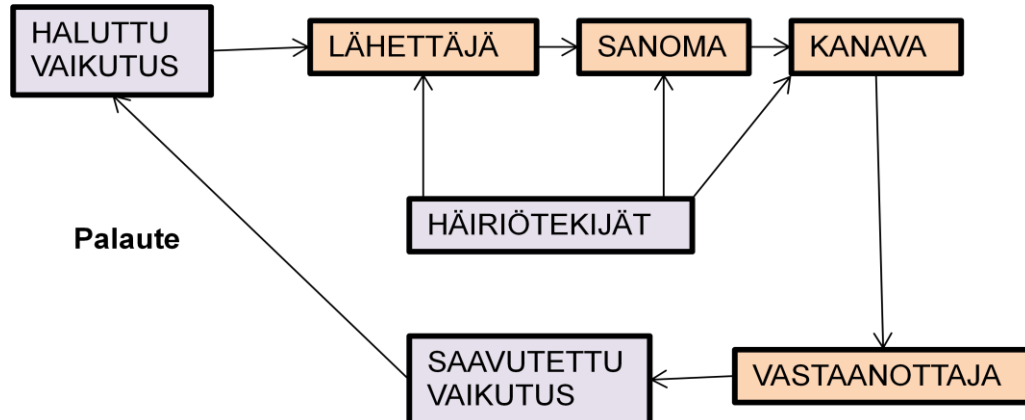 HALUTTU
VAIKUTUS
LÄHETTÄJÄ
SANOMA
KANAVA
HÄIRIÖTEKIJÄT
Palaute
SAAVUTETTU
VAIKUTUS
VASTAANOTTAJA